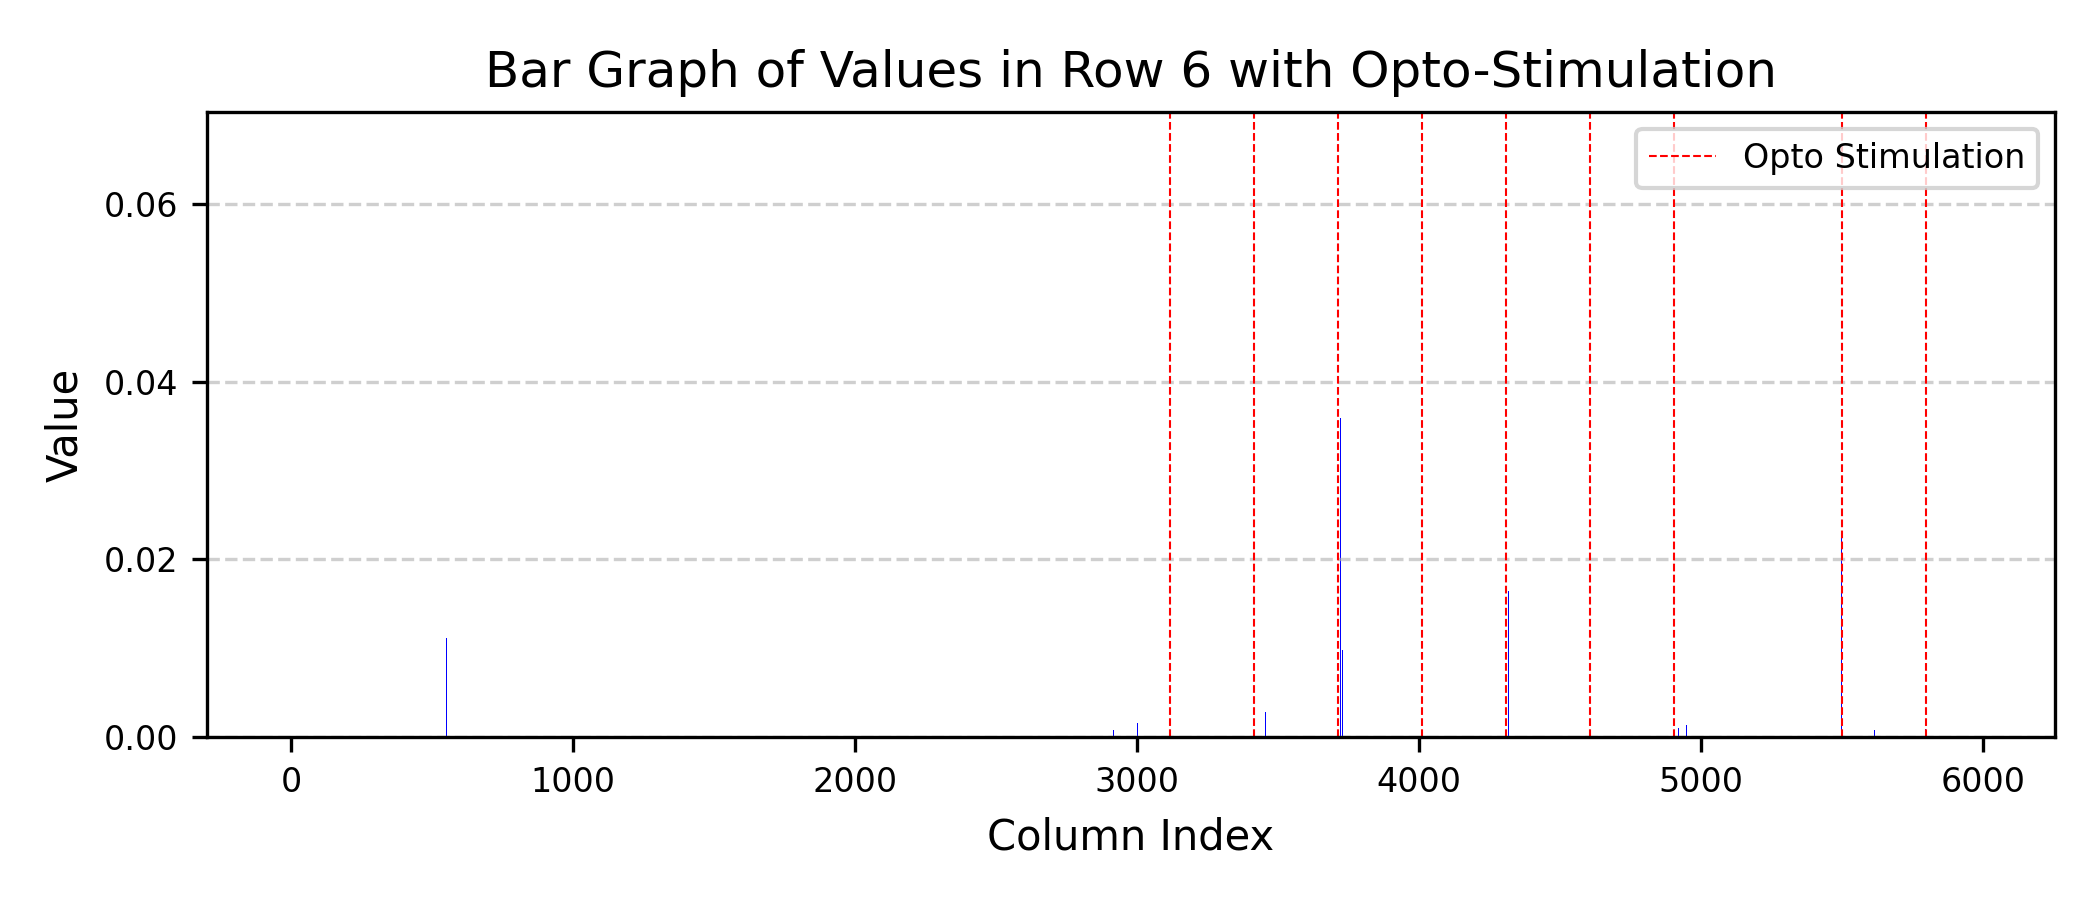 Bar Graph of Values in Row 6 with Opto-Stimulation
Opto Stimulation
0.06
0.04
0.02
0.00
Value
0 1000 2000 3000 4000 5000 6000
Column Index